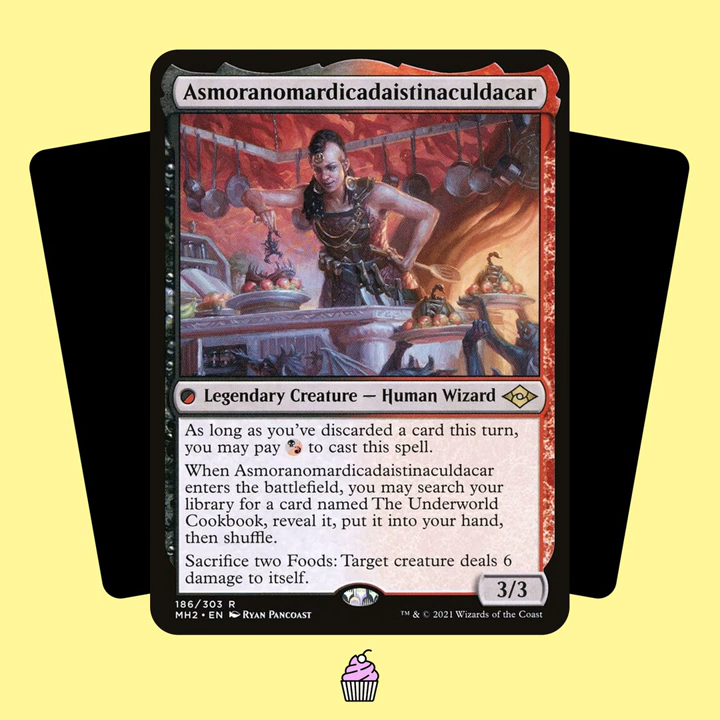 Asmoranomardicadaistinaculdacar
Legendary Creature — Human Wizard
As long as you've discarded a card this turn,
you may pay to cast this spell.
When Asmoranomardicadaistinaculdacar
enters the battlefield, you may search your
library for a card named The Underworld
Cookbook, reveal it, put it into your hand,
then shuffle.
Sacrifice two Foods: Target creature deals 6
damage to itself.
3/3
186/303 R
MH2 • EN RYAN PANCOAST
™ & © 2021 Wizards of the Coast